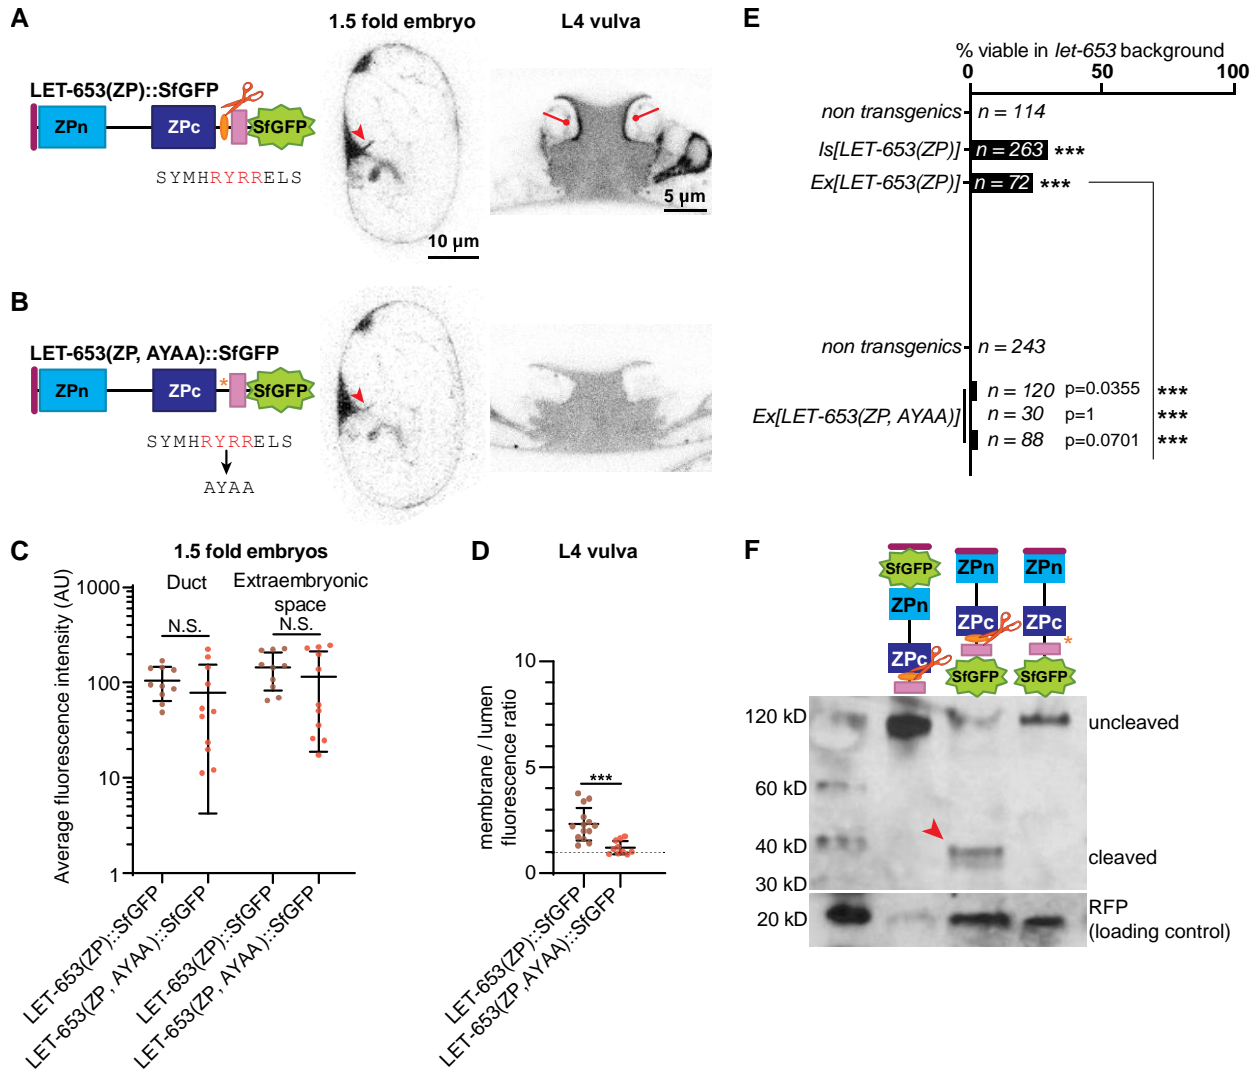 A
1.5 fold embryo
L4 vulva
LET-653(ZP)::SfGFP
ZPn
ZPc
SfGFP
SYMHRYRRELS
10 µm
5 µm
B
LET-653(ZP, AYAA)::SfGFP
*
ZPn
ZPc
SfGFP
SYMHRYRRELS
AYAA
C
1.5 fold embryos
Duct
Extraembryonic
space
N.S.
N.S.
Average fluorescence intensity (AU)
1000
100
10
1
LET-653(ZP)::SfGFP
LET-653(ZP, AYAA)::SfGFP
LET-653(ZP)::SfGFP
LET-653(ZP, AYAA)::SfGFP
D
L4 vulva
membrane / lumen
fluorescence ratio
10
5
0
***
LET-653(ZP)::SfGFP
LET-653(ZP,AYAA)::SfGFP
E
% viable in let-653 background
0
50
100
non transgenics n = 114
Is[LET-653(ZP)] n = 263 ***
Ex[LET-653(ZP)] n = 72 ***
non transgenics n = 243
n = 120 p=0.0355 ***
Ex[LET-653(ZP, AYAA)] n = 30 p=1 ***
n = 88 p=0.0701 ***
F
SfGFP
ZPn
ZPc
ZPn
ZPc
SfGFP
ZPn
ZPc
*
SfGFP
120 kD
uncleaved
60 kD
40 kD
cleaved
30 kD
20 kD
RFP
(loading control)